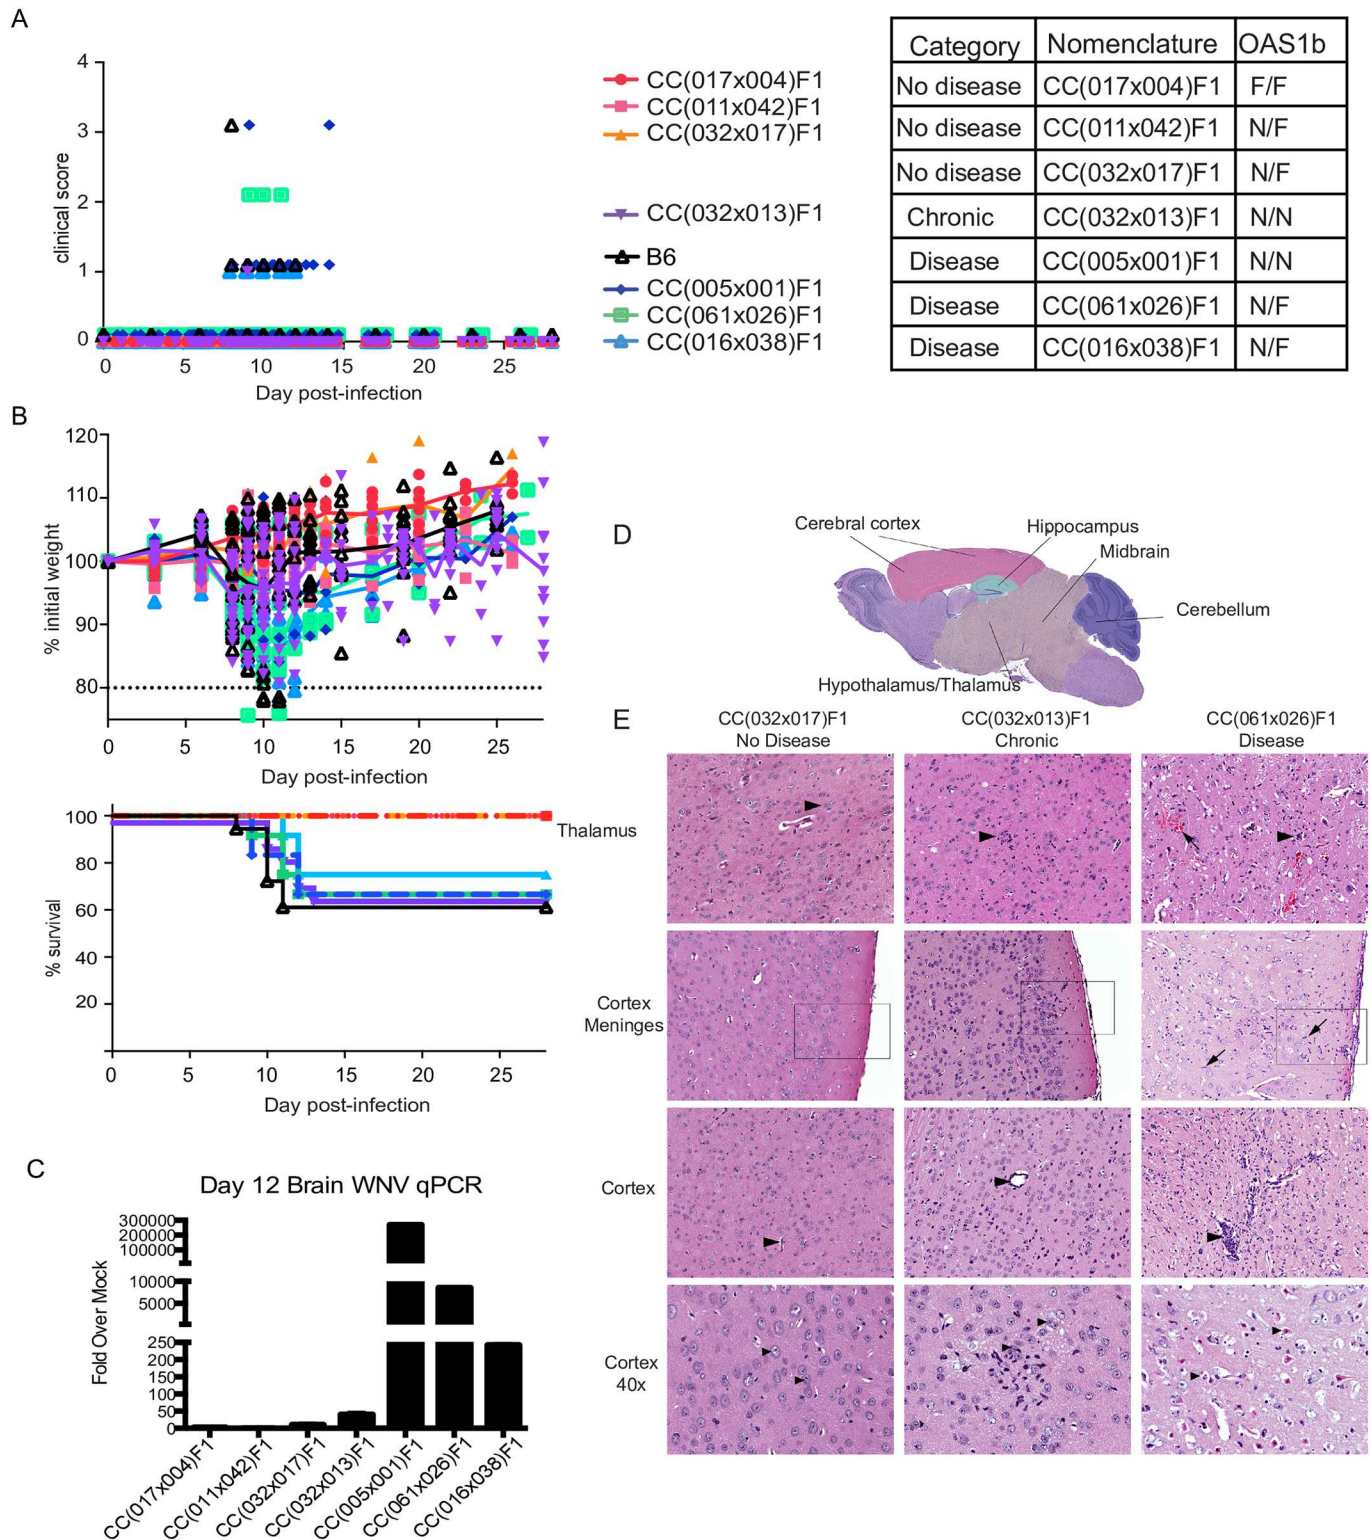 A
4
3
2
1
0
clinical score
0 5 10 15 20 25
Day post-infection
CC(017x004)F1
CC(011x042)F1
CC(032x017)F1
CC(032x013)F1
B6
CC(005x001)F1
CC(061x026)F1
CC(016x038)F1
Category Nomenclature OAS1b
No disease CC(017x004)F1 F/F
No disease CC(011x042)F1 N/F
No disease CC(032x017)F1 N/F
Chronic CC(032x013)F1 N/N
Disease CC(005x001)F1 N/N
Disease CC(061x026)F1 N/F
Disease CC(016x038)F1 N/F
B
120
110
100
90
80
% initial weight
0 5 10 15 20 25
Day post-infection
100
80
60
40
20
% survival
0 5 10 15 20 25
Day post-infection
C
Day 12 Brain WNV qPCR
300000
200000
100000
10000
5000
250
200
150
100
50
0
Fold Over Mock
CC(017x004)F1
CC(011x042)F1
CC(032x017)F1
CC(032x013)F1
CC(005x001)F1
CC(061x026)F1
CC(016x038)F1
D
Cerebral cortex
Hippocampus
Midbrain
Cerebellum
Hypothalamus/Thalamus
E
CC(032x017)F1
No Disease
CC(032x013)F1
Chronic
CC(061x026)F1
Disease
Thalamus
Cortex
Meninges
Cortex
Cortex
40x